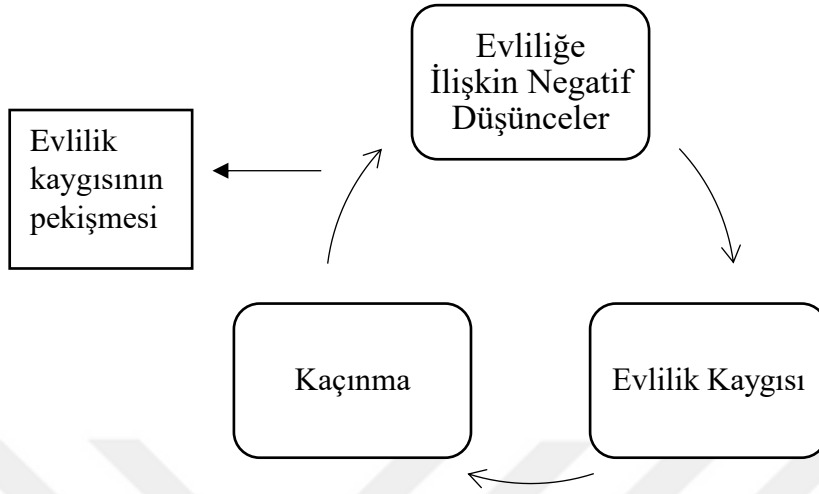 Evliliğe
İlişkin Negatif
Düşünceler
Evlilik
kaygısının
pekişmesi
Kaçınma
Evlilik Kaygısı